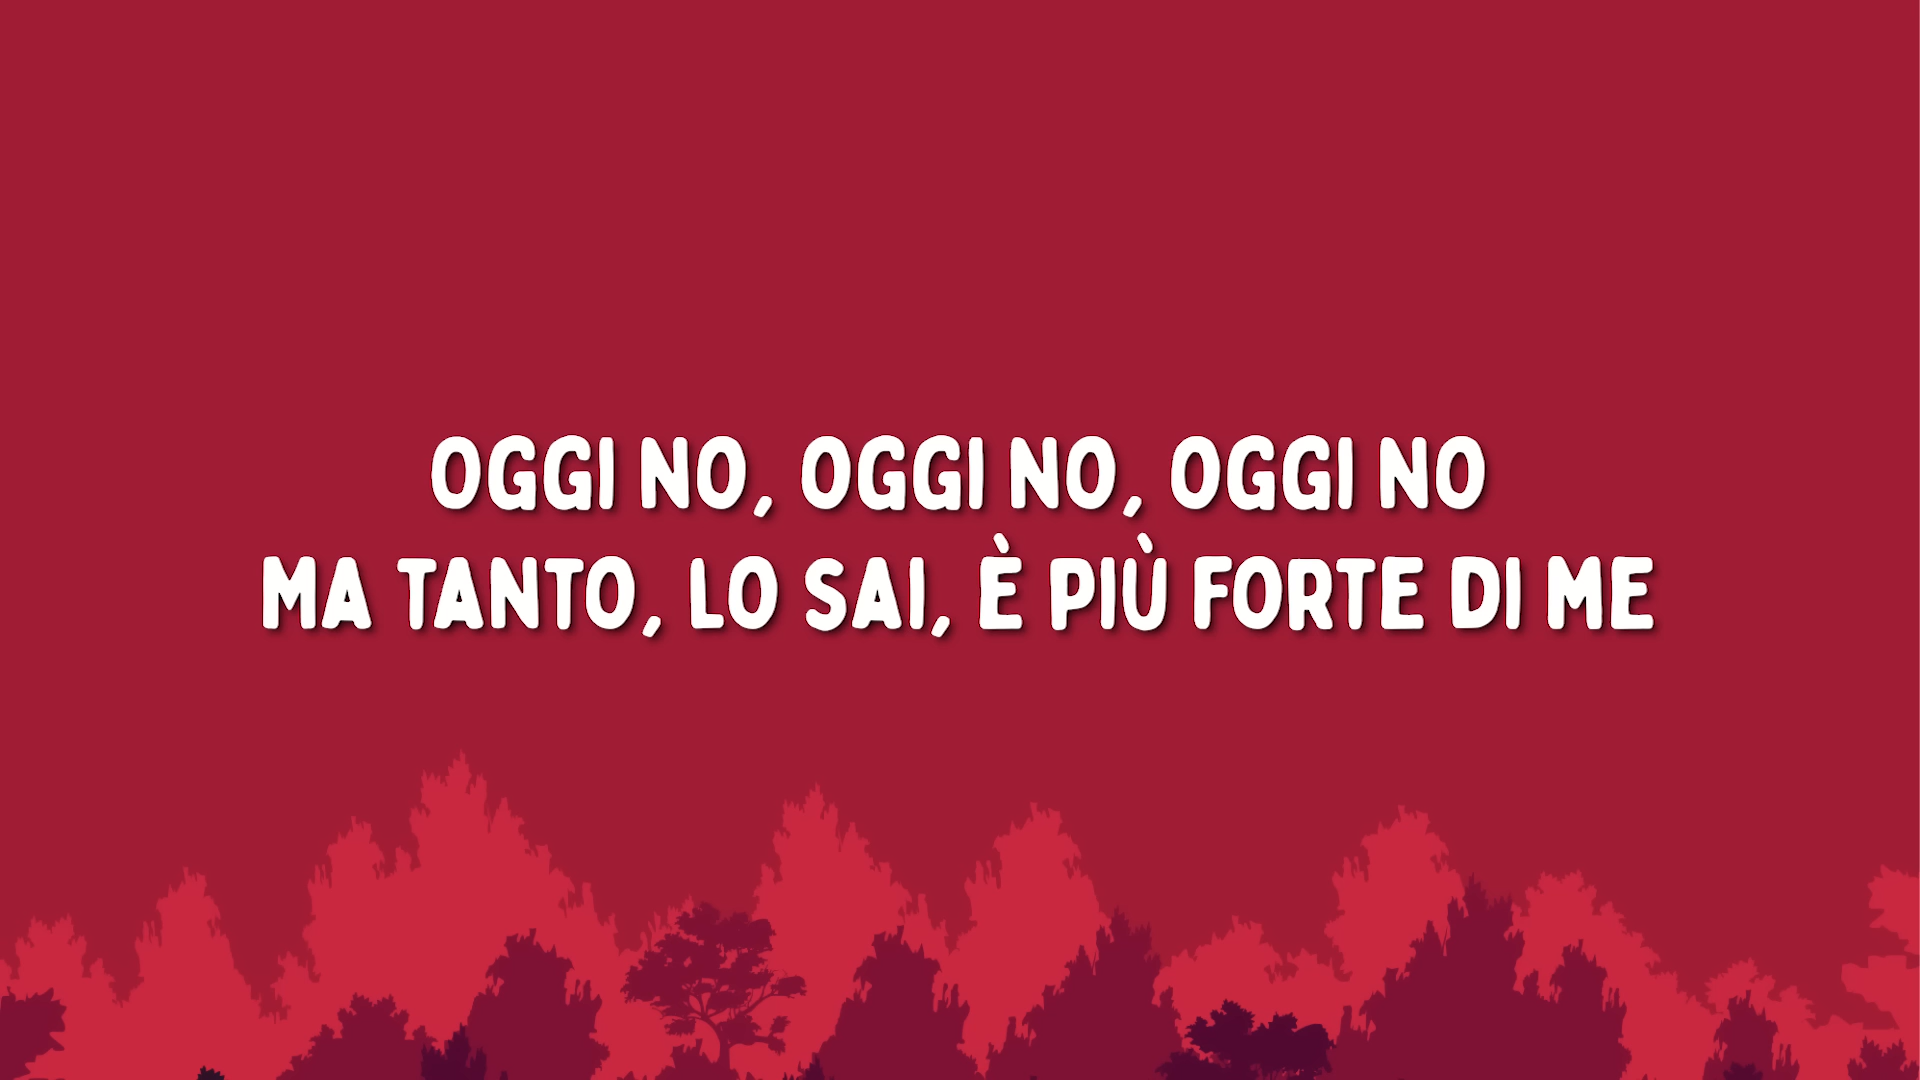 OGGI NO, OGGI NO, OGGI NO
MA TANTO, LO SAI, È PIÙ FORTE DI ME